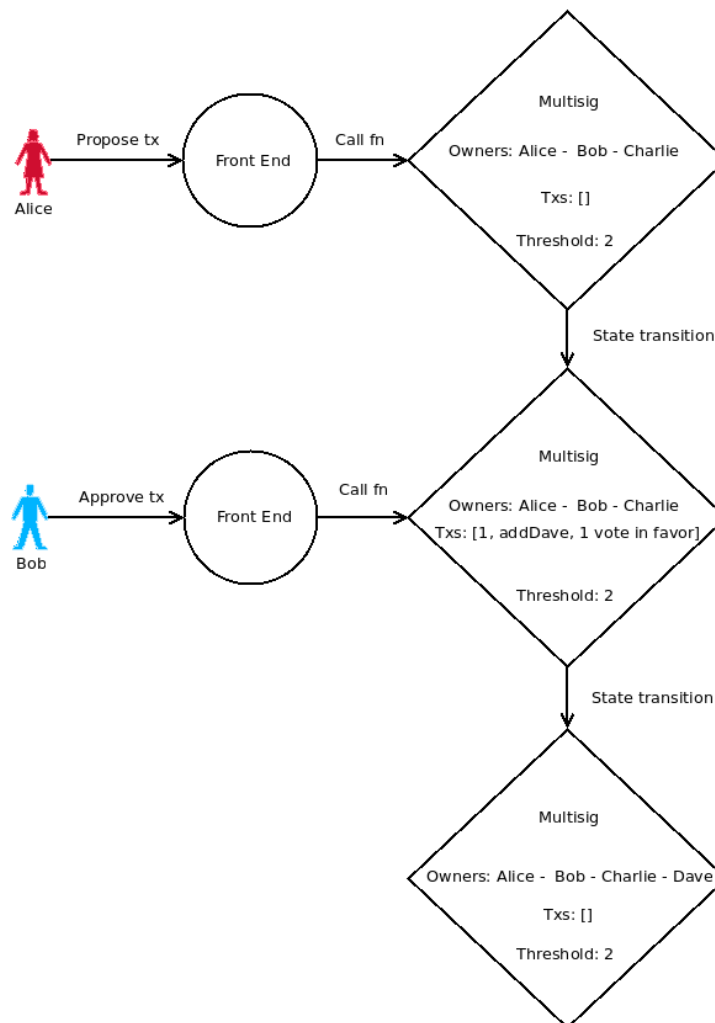 Multisig
Propose tx
Call fn
Owners: Alice - Bob - Charlie
Front End
Alice
Txs: []
Threshold: 2
State transition
Multisig
Approve tx
Call fn
Owners: Alice - Bob - Charlie
Front End
Txs: [1, addDave, 1 vote in favor]
Bob
Threshold: 2
State transition
Multisig
Owners: Alice - Bob - Charlie - Dave
Txs: []
Threshold: 2